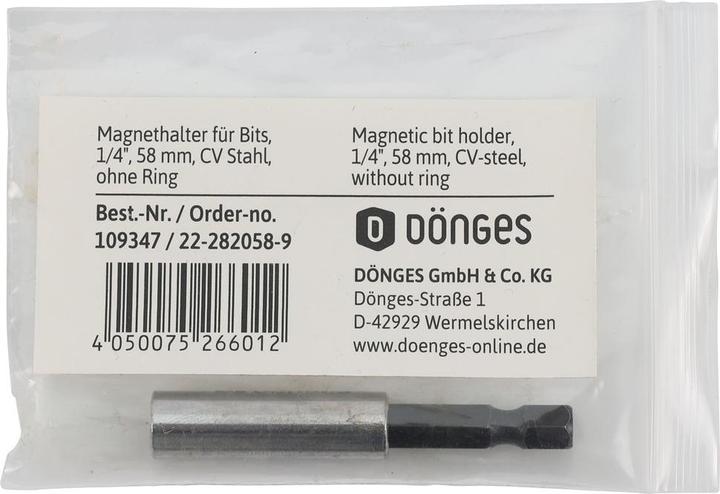 Magnethalter für Bits,
1/4", 58 mm, CV Stahl,
ohne Ring
Magnetic bit holder,
1/4", 58 mm, CV-steel,
without ring
Best.-Nr. / Order-no.
109347 / 22-282058-9
4 050075 266012
D DÖNGES
DÖNGES GmbH & Co. KG
Dönges-Straße 1
D-42929 Wermelskirchen
www.doenges-online.de